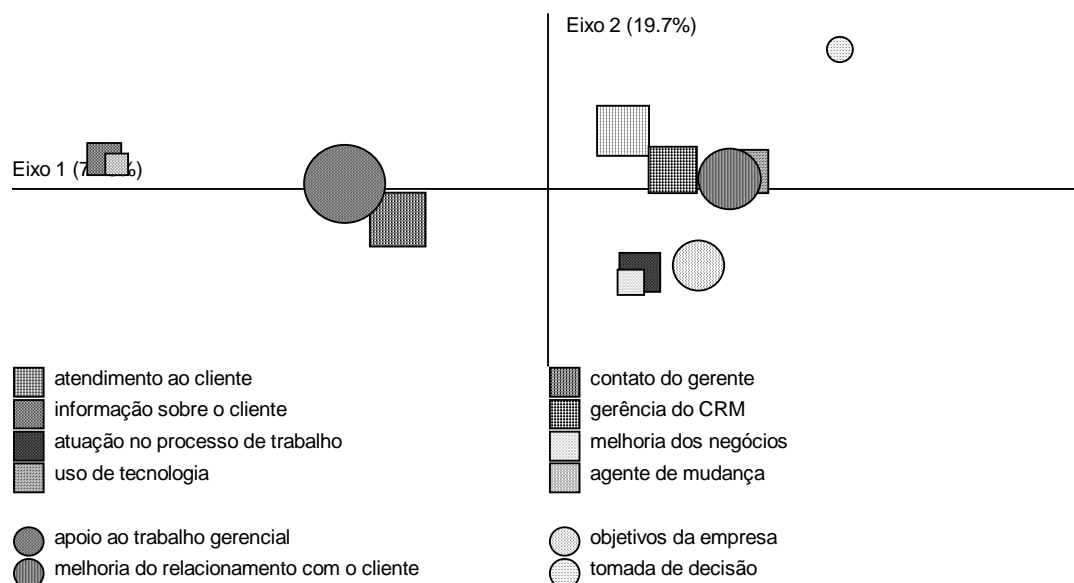 Eixo 2 (19.7%)
Eixo 1 (7 %)
atendimento ao cliente
informação sobre o cliente
atuação no processo de trabalho
uso de tecnologia
contato do gerente
gerência do CRM
melhoria dos negócios
agente de mudança
apoio ao trabalho gerencial
melhoria do relacionamento com o cliente
objetivos da empresa
tomada de decisão